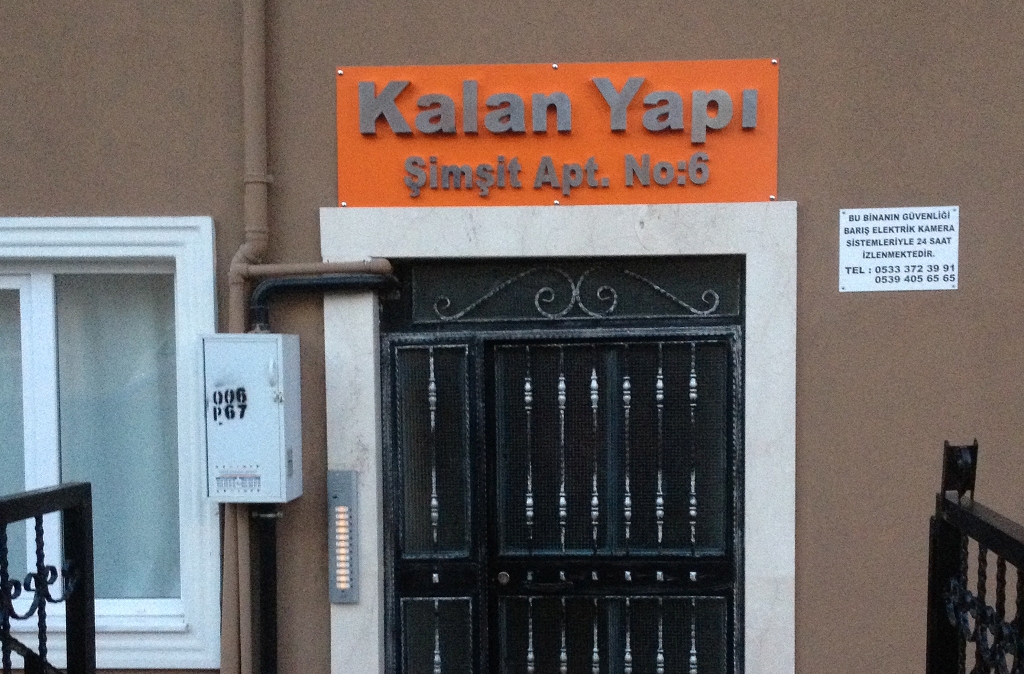 Kalan Yapı
Şimşit Apt. No:6
BU BİNANIN GÜVENLİĞİ
BARIŞ ELEKTRİK KAMERA
SİSTEMLERİYLE 24 SAAT
İZLENMEKTEDİR.
TEL : 0533 372 39 91
0539 405 65 65
006
P67